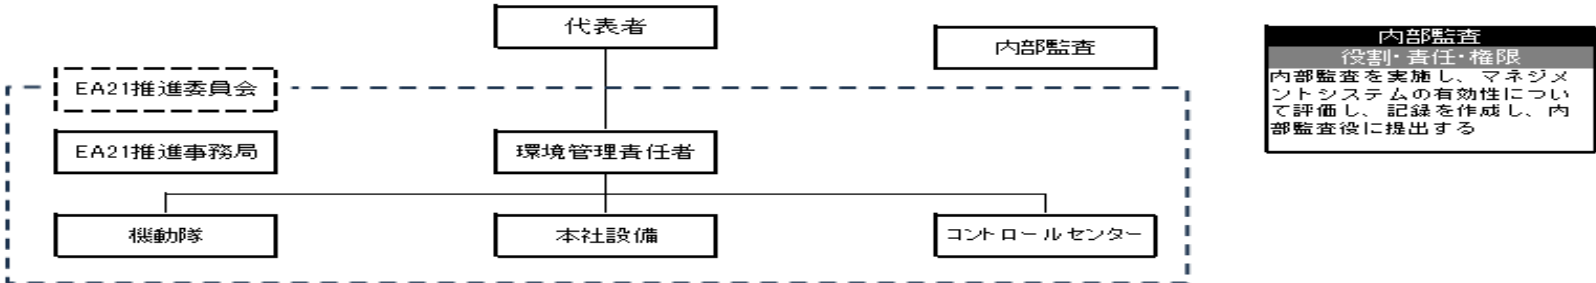 代表者
内部監査
EA21推進委員会
EA21推進事務局
環境管理責任者
機動隊
本社設備
コントロールセンター
内部監査
役割・責任・権限
内部監査を実施し、マネジメ
ントシステムの有効性につい
て評価し、記録を作成し、内
部監査役に提出する